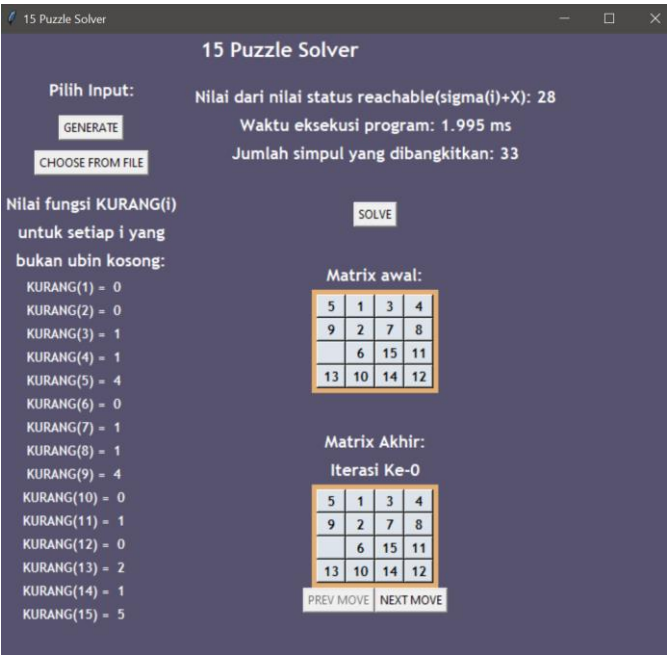 15 Puzzle Solver
15 Puzzle Solver
Pilih Input:
GENERATE
CHOOSE FROM FILE
Nilai fungsi KURANG(i)
untuk setiap i yang
bukan ubin kosong:
KURANG(1) = 0
KURANG(2) = 0
KURANG(3) = 1
KURANG(4) = 1
KURANG(5) = 4
KURANG(6) = 0
KURANG(7) = 1
KURANG(8) = 1
KURANG(9) = 4
KURANG(10) = 0
KURANG(11) = 1
KURANG(12) = 0
KURANG(13) = 2
KURANG(14) = 1
KURANG(15) = 5
Nilai dari nilai status reachable(sigma(i)+X): 28
Waktu eksekusi program: 1.995 ms
Jumlah simpul yang dibangkitkan: 33
SOLVE
Matrix awal:
5 1 3 4
9 2 7 8
6 15 11
13 10 14 12
Matrix Akhir:
Iterasi Ke-0
5 1 3 4
9 2 7 8
6 15 11
13 10 14 12
PREV MOVE NEXT MOVE